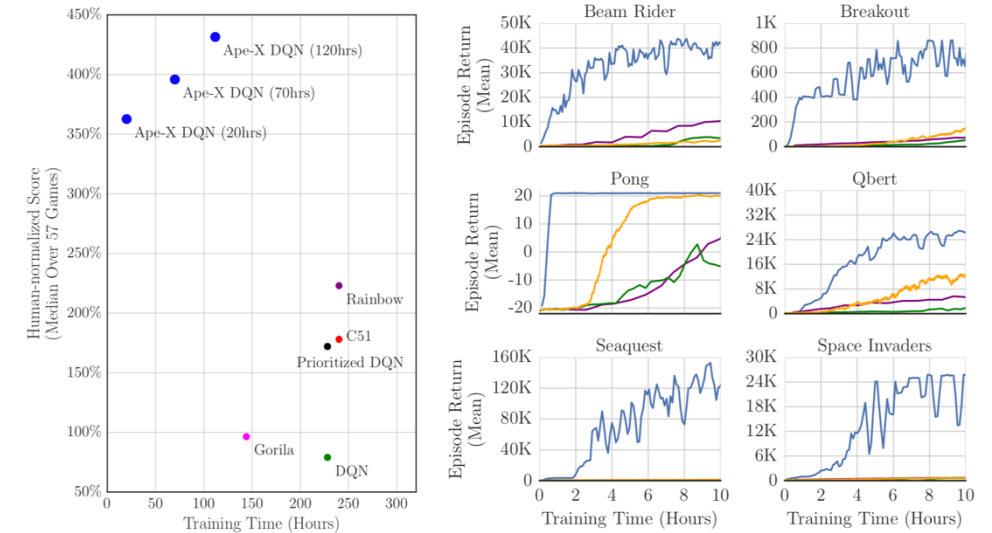 450%
400%
350%
300%
250%
200%
150%
100%
50%
0 50 100 150 200 250 300
Training Time (Hours)
Human-normalized Score
(Median Over 57 Games)
Ape-X DQN (120hrs)
Ape-X DQN (70hrs)
Ape-X DQN (20hrs)
Rainbow
C51
Prioritized DQN
Gorila
DQN
Beam Rider
Episode Return
(Mean)
50K
40K
30K
20K
10K
0
Breakout
1K
800
600
400
200
0
Pong
Episode Return
(Mean)
20
10
0
-10
-20
Qbert
40K
32K
24K
16K
8K
0
Seaquest
Episode Return
(Mean)
160K
120K
80K
40K
0
0 2 4 6 8 10
Training Time (Hours)
Space Invaders
30K
24K
18K
12K
6K
0
0 2 4 6 8 10
Training Time (Hours)